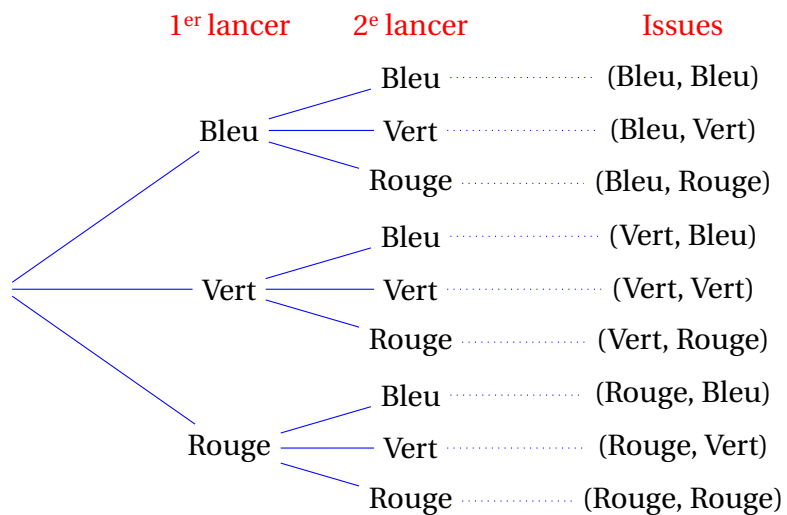 1er lancer 2e lancer Issues
Bleu (Bleu, Bleu)
Bleu Vert (Bleu, Vert)
Rouge (Bleu, Rouge)
Bleu (Vert, Bleu)
Vert Vert (Vert, Vert)
Rouge (Vert, Rouge)
Bleu (Rouge, Bleu)
Rouge Vert (Rouge, Vert)
Rouge (Rouge, Rouge)